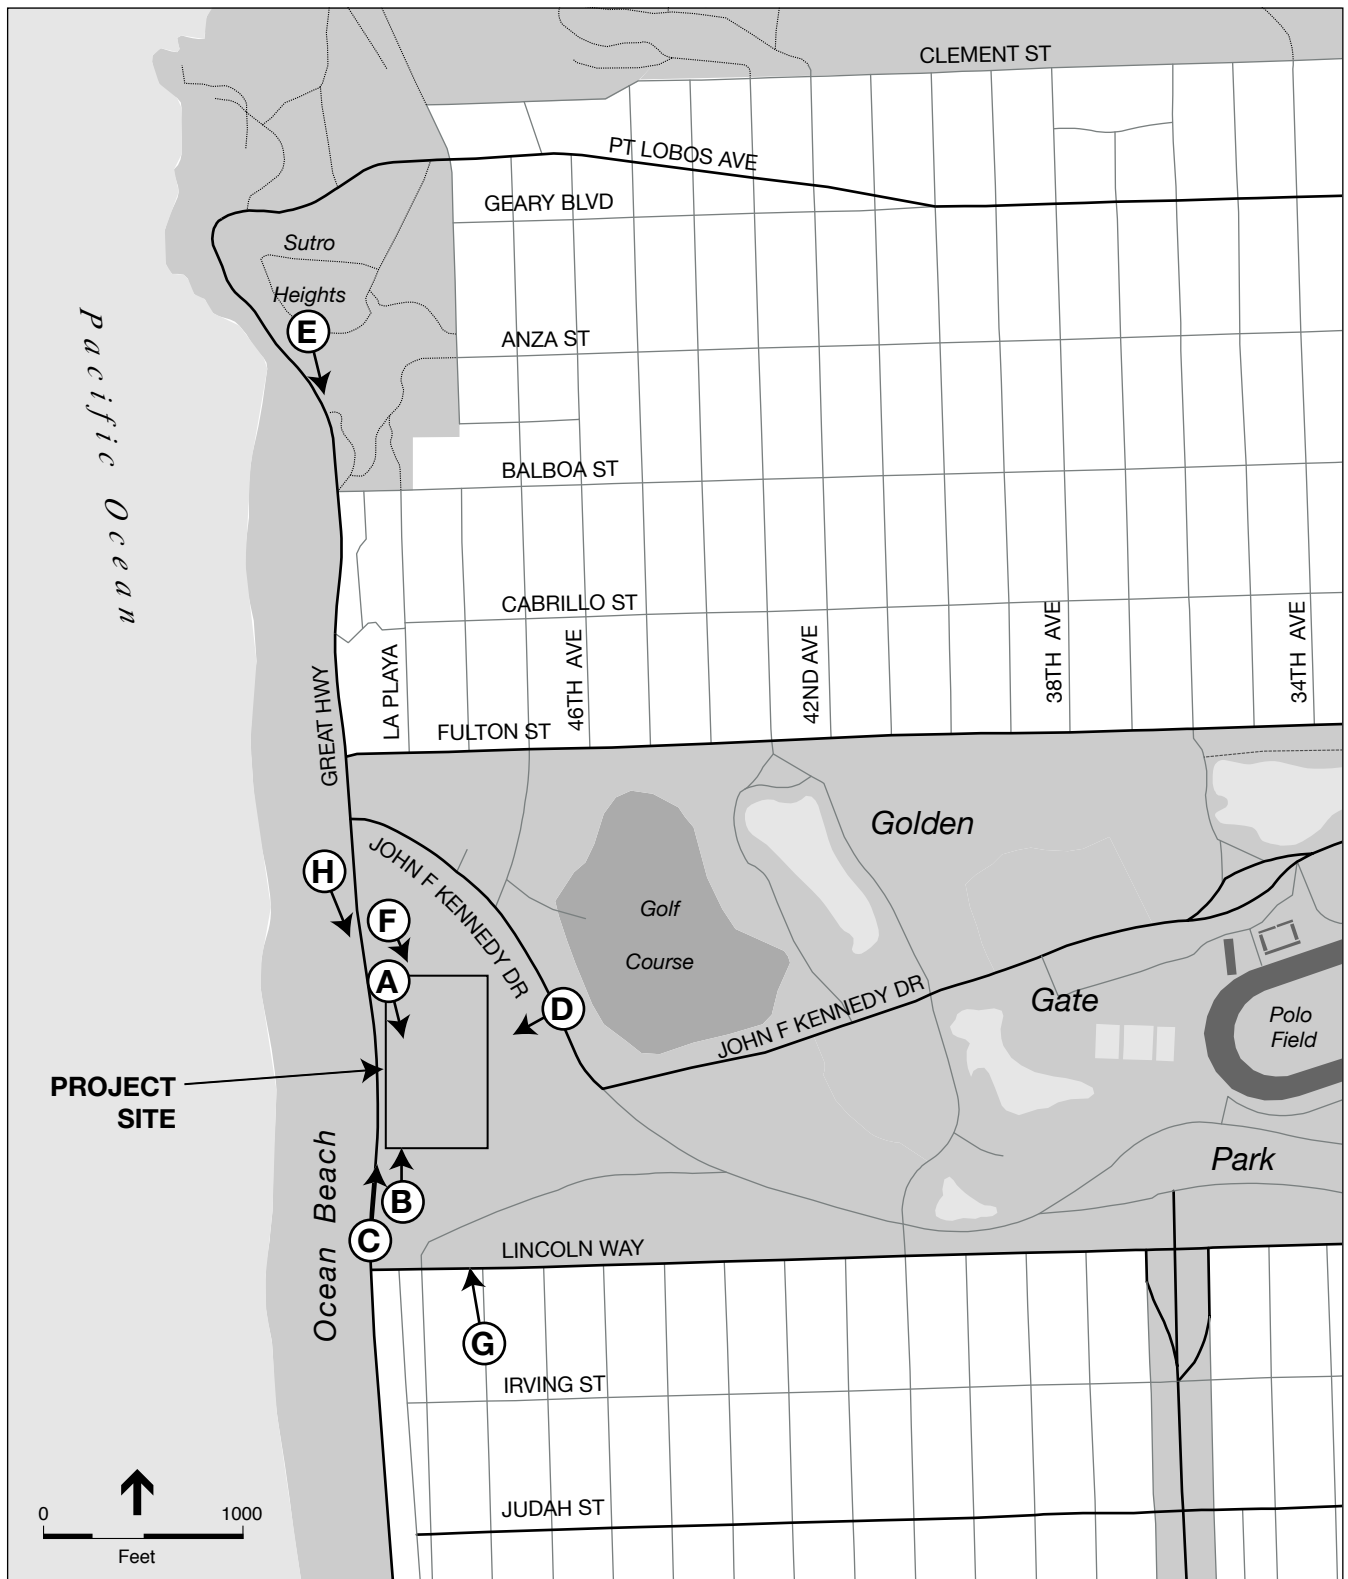 CLEMENT ST
PT LOBOS AVE
GEARY BLVD
Sutro
Heights
E
ANZA ST
Pacific Ocean
BALBOA ST
CABRILLO ST
LA PLAYA
46TH AVE
42ND AVE
38TH AVE
34TH AVE
GREAT HWY
FULTON ST
Golden
JOHN F KENNEDY DR
H
F
Golf
Course
A
D
JOHN F KENNEDY DR
Gate
Polo
Field
PROJECT
SITE
Park
B
C
Ocean Beach
LINCOLN WAY
G
IRVING ST
JUDAH ST
0 1000
Feet